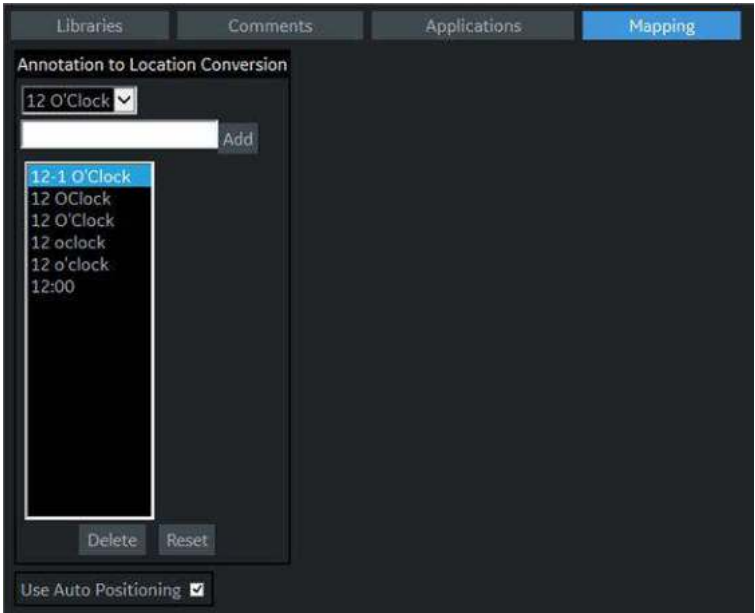 Libraries Comments Applications Mapping
Annotation to Location Conversion
12 O'Clock
Add
12-1 O'Clock
12 OClock
12 O'Clock
12 oclock
12 o'clock
12:00
Delete Reset
Use Auto Positioning